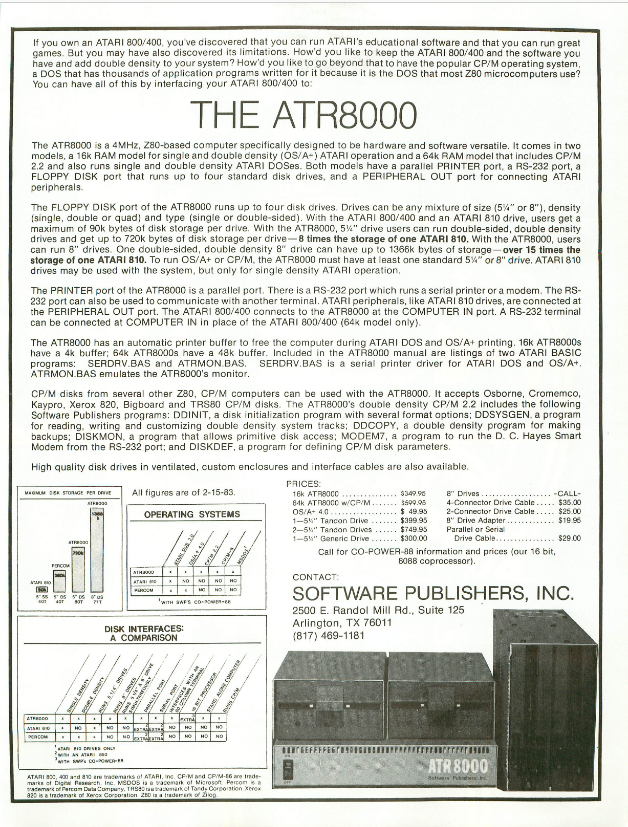 If you own an ATARI 800/400, you've discovered that you can run ATARI's educational software and that you can run great
games. But you may have also discovered its limitations. How'd you like to keep the ATARI 800/400 and the software you
have and add double density to your system? How'd you like to go beyond that to have the popular CP/M operating system,
a DOS that has thousands of application programs written for it because it is the DOS that most Z80 microcomputers use?
You can have all of this by interfacing your ATARI 800/400 to:
THE ATR8000
The ATR8000 is a 4MHz, Z80-based computer specifically designed to be hardware and software versatile. It comes in two
models, a 16k RAM model for single and double density (OS/A+) ATARI operation and a 64k RAM model that includes CP/M
2.2 and also runs single and double density ATARI DOSes. Both models have a parallel PRINTER port, a RS-232 port, a
FLOPPY DISK port that runs up to four standard disk drives, and a PERIPHERAL OUT port for connecting ATARI
peripherals.
The FLOPPY DISK port of the ATR8000 runs up to four disk drives. Drives can be any mixture of size (5¼" or 8"), density
(single, double or quad) and type (single or double-sided). With the ATARI 800/400 and an ATARI 810 drive, users get a
maximum of 90k bytes of disk storage per drive. With the ATR8000, 5¼" drive users can run double-sided, double density
drives and get up to 720k bytes of disk storage per drive—8 times the storage of one ATARI 810. With the ATR8000, users
can run 8" drives. One double-sided, double density 8" drive can have up to 1366k bytes of storage—over 15 times the
storage of one ATARI 810. To run OS/A+ or CP/M, the ATR8000 must have at least one standard 5¼" or 8" drive. ATARI 810
drives may be used with the system, but only for single density ATARI operation.
The PRINTER port of the ATR8000 is a parallel port. There is a RS-232 port which runs a serial printer or a modem. The RS-
232 port can also be used to communicate with another terminal. ATARI peripherals, like ATARI 810 drives, are connected at
the PERIPHERAL OUT port. The ATARI 800/400 connects to the ATR8000 at the COMPUTER IN port. A RS-232 terminal
can be connected at COMPUTER IN in place of the ATARI 800/400 (64k model only).
The ATR8000 has an automatic printer buffer to free the computer during ATARI DOS and OS/A+ printing. 16k ATR8000s
have a 4k buffer; 64k ATR8000s have a 48k buffer. Included in the ATR8000 manual are listings of two ATARI BASIC
programs: SERDRV.BAS and ATRMON.BAS. SERDRV.BAS is a serial printer driver for ATARI DOS and OS/A+.
ATRMON.BAS emulates the ATR8000's monitor.
CP/M disks from several other Z80, CP/M computers can be used with the ATR8000. It accepts Osborne, Cromemco,
Kaypro, Xerox 820, Bigboard and TRS80 CP/M disks. The ATR8000's double density CP/M 2.2 includes the following
Software Publishers programs: DDINIT, a disk initialization program with several format options; DDSYSGEN, a program
for reading, writing and customizing double density system tracks; DDCOPY, a double density program for making
backups; DISKMON, a program that allows primitive disk access; MODEM7, a program to run the D. C. Hayes Smart
Modem from the RS-232 port; and DISKDEF, a program for defining CP/M disk parameters.
High quality disk drives in ventilated, custom enclosures and interface cables are also available.
MAXIMUM DISK STORAGE PER DRIVE
ATR8000
1366
k
ATR8000
720k
PERCOM
ATARI 810
5" SS 5" DS 5" DS 8" DS
40T 40T 80T 77T
All figures are of 2-15-83.
OPERATING SYSTEMS
ATARI DOS 2.0
OS/A+ 4.0
CP/M 2.2
MSDOS
ATR8000 x x x x x
ATARI 810 x NO NO NO NO
PERCOM x x NO NO NO
¹WITH SWP'S CO-POWER-88
PRICES:
16k ATR8000 .............. $349.95
64k ATR8000 w/CP/M ....... $599.95
OS/A+ 4.0 ................ $ 49.95
1—5¼" Tandon Drive ....... $399.95
2—5¼" Tandon Drives ...... $749.95
1—5¼" Generic Drive ...... $300.00
8" Drives .................. -CALL-
4-Connector Drive Cable ..... $35.00
2-Connector Drive Cable ..... $25.00
8" Drive Adapter ............ $19.95
Parallel or Serial
Drive Cable ............... $29.00
Call for CO-POWER-88 information and prices (our 16 bit,
8088 coprocessor).
CONTACT:
SOFTWARE PUBLISHERS, INC.
2500 E. Randol Mill Rd., Suite 125
Arlington, TX 76011
(817) 469-1181
DISK INTERFACES:
A COMPARISON
SINGLE DENSITY
DOUBLE DENSITY
RUNS 5 1/4" DRIVES
RUNS 8" DRIVES
PARALLEL PORT
SERIAL PORT
16 BIT PROCESSOR
STAND ALONE COMPUTER
RUNS CP/M
ATR8000 x x x x x x x x EXTRA x x
ATARI 810 x NO x NO NO EXTRA EXTRA NO NO NO NO
PERCOM x x x NO NO EXTRA EXTRA NO NO NO NO
¹ATARI 810 DRIVES ONLY
²WITH AN ATARI 850
³WITH SWP's CO-POWER-88
ATARI 800, 400 and 810 are trademarks of ATARI, Inc. CP/M and CP/M-86 are trade-
marks of Digital Research, Inc. MSDOS is a trademark of Microsoft. Percom is a
trademark of Percom Data Company. TRS80 is a trademark of Tandy Corporation. Xerox
820 is a trademark of Xerox Corporation. Z80 is a trademark of Zilog.
ATR8000
Software Publishers, Inc.